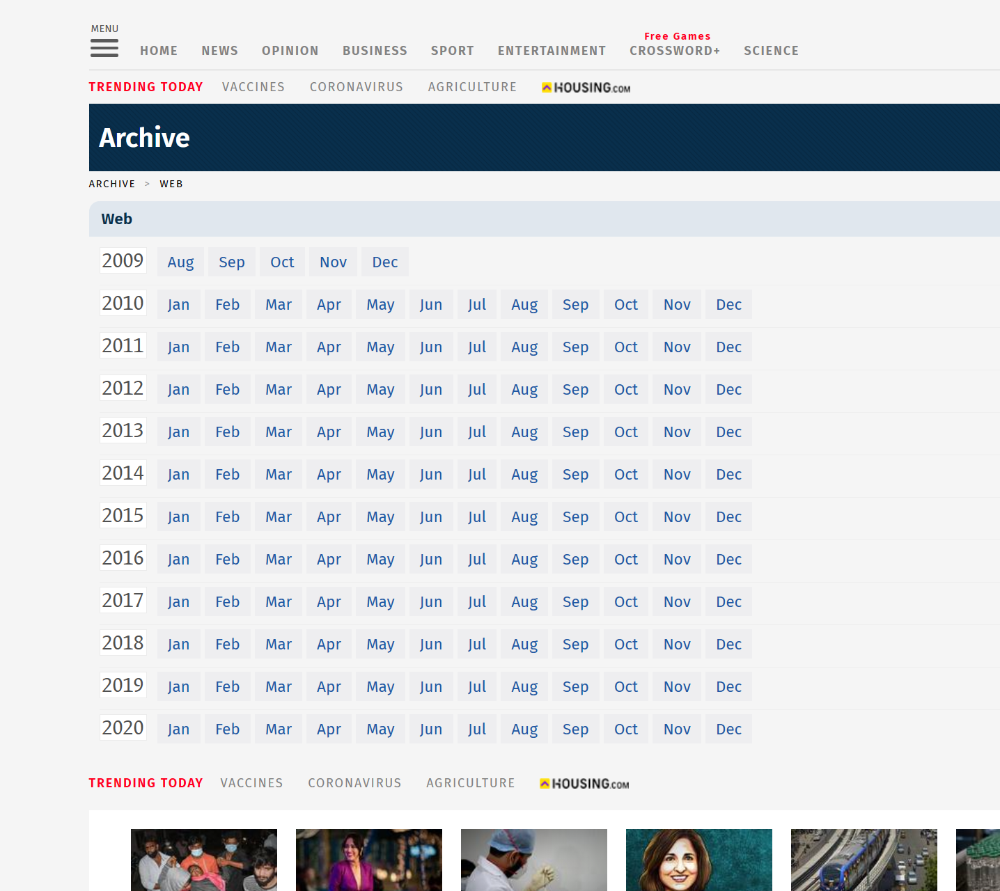 MENU
Free Games
HOME NEWS OPINION BUSINESS SPORT ENTERTAINMENT CROSSWORD+ SCIENCE
TRENDING TODAY VACCINES CORONAVIRUS AGRICULTURE HOUSING.COM
Archive
ARCHIVE > WEB
Web
2009 Aug Sep Oct Nov Dec
2010 Jan Feb Mar Apr May Jun Jul Aug Sep Oct Nov Dec
2011 Jan Feb Mar Apr May Jun Jul Aug Sep Oct Nov Dec
2012 Jan Feb Mar Apr May Jun Jul Aug Sep Oct Nov Dec
2013 Jan Feb Mar Apr May Jun Jul Aug Sep Oct Nov Dec
2014 Jan Feb Mar Apr May Jun Jul Aug Sep Oct Nov Dec
2015 Jan Feb Mar Apr May Jun Jul Aug Sep Oct Nov Dec
2016 Jan Feb Mar Apr May Jun Jul Aug Sep Oct Nov Dec
2017 Jan Feb Mar Apr May Jun Jul Aug Sep Oct Nov Dec
2018 Jan Feb Mar Apr May Jun Jul Aug Sep Oct Nov Dec
2019 Jan Feb Mar Apr May Jun Jul Aug Sep Oct Nov Dec
2020 Jan Feb Mar Apr May Jun Jul Aug Sep Oct Nov Dec
TRENDING TODAY VACCINES CORONAVIRUS AGRICULTURE HOUSING.COM